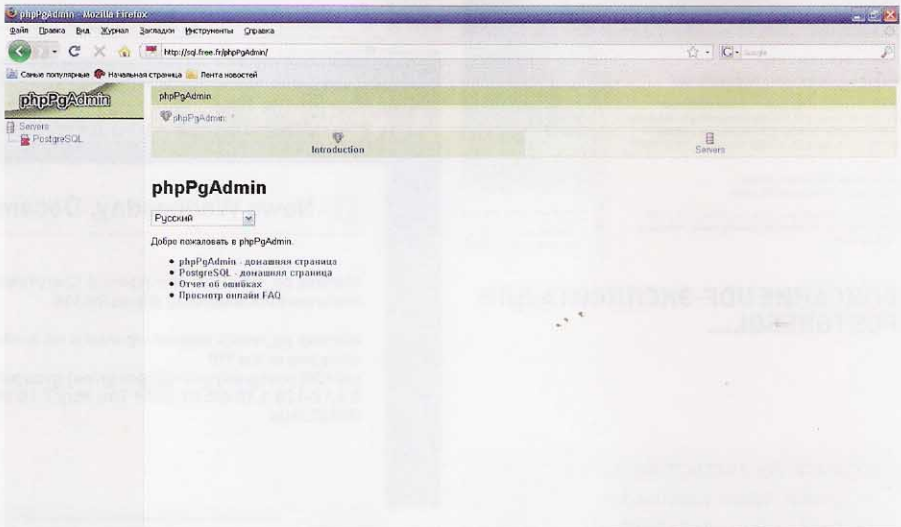 phpPgAdmin - Mozilla Firefox
Файл Правка Вид Журнал Закладки Инструменты Справка
http://sql.free.fr/phpPgAdmin/
Google
Самые популярные Начальная страница Лента новостей
phpPgAdmin
Servers
PostgreSQL
phpPgAdmin
phpPgAdmin:
Introduction
Servers
phpPgAdmin
Русский
Добро пожаловать в phpPgAdmin.
• phpPgAdmin - домашняя страница
• PostgreSQL - домашняя страница
• Отчет об ошибках
• Просмотр онлайн FAQ